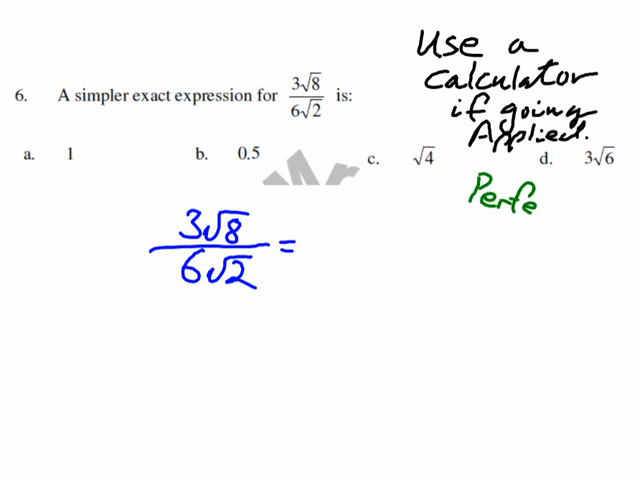 Use a
calculator
if going
Applied.
6. A simpler exact expression for 3√8 / 6√2 is:
a. 1 b. 0.5 c. √4 d. 3√6
Perfe
3√8 / 6√2 =